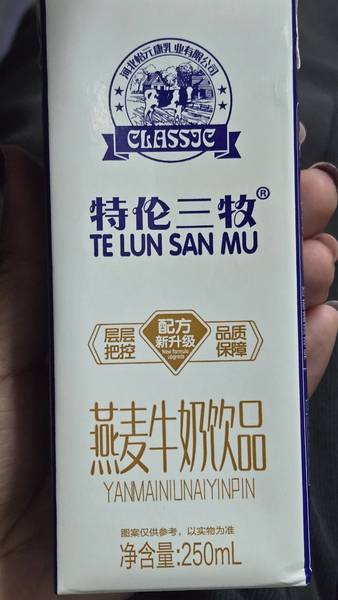 河北怡元康乳业有限公司
CLASSIC
特伦三牧®
TE LUN SAN MU
层层
把控
配方
新升级
New formula
upgrade
品质
保障
燕麦牛奶饮品
YANMAINIUNAIYINPIN
图案仅供参考，以实物为准
净含量:250mL